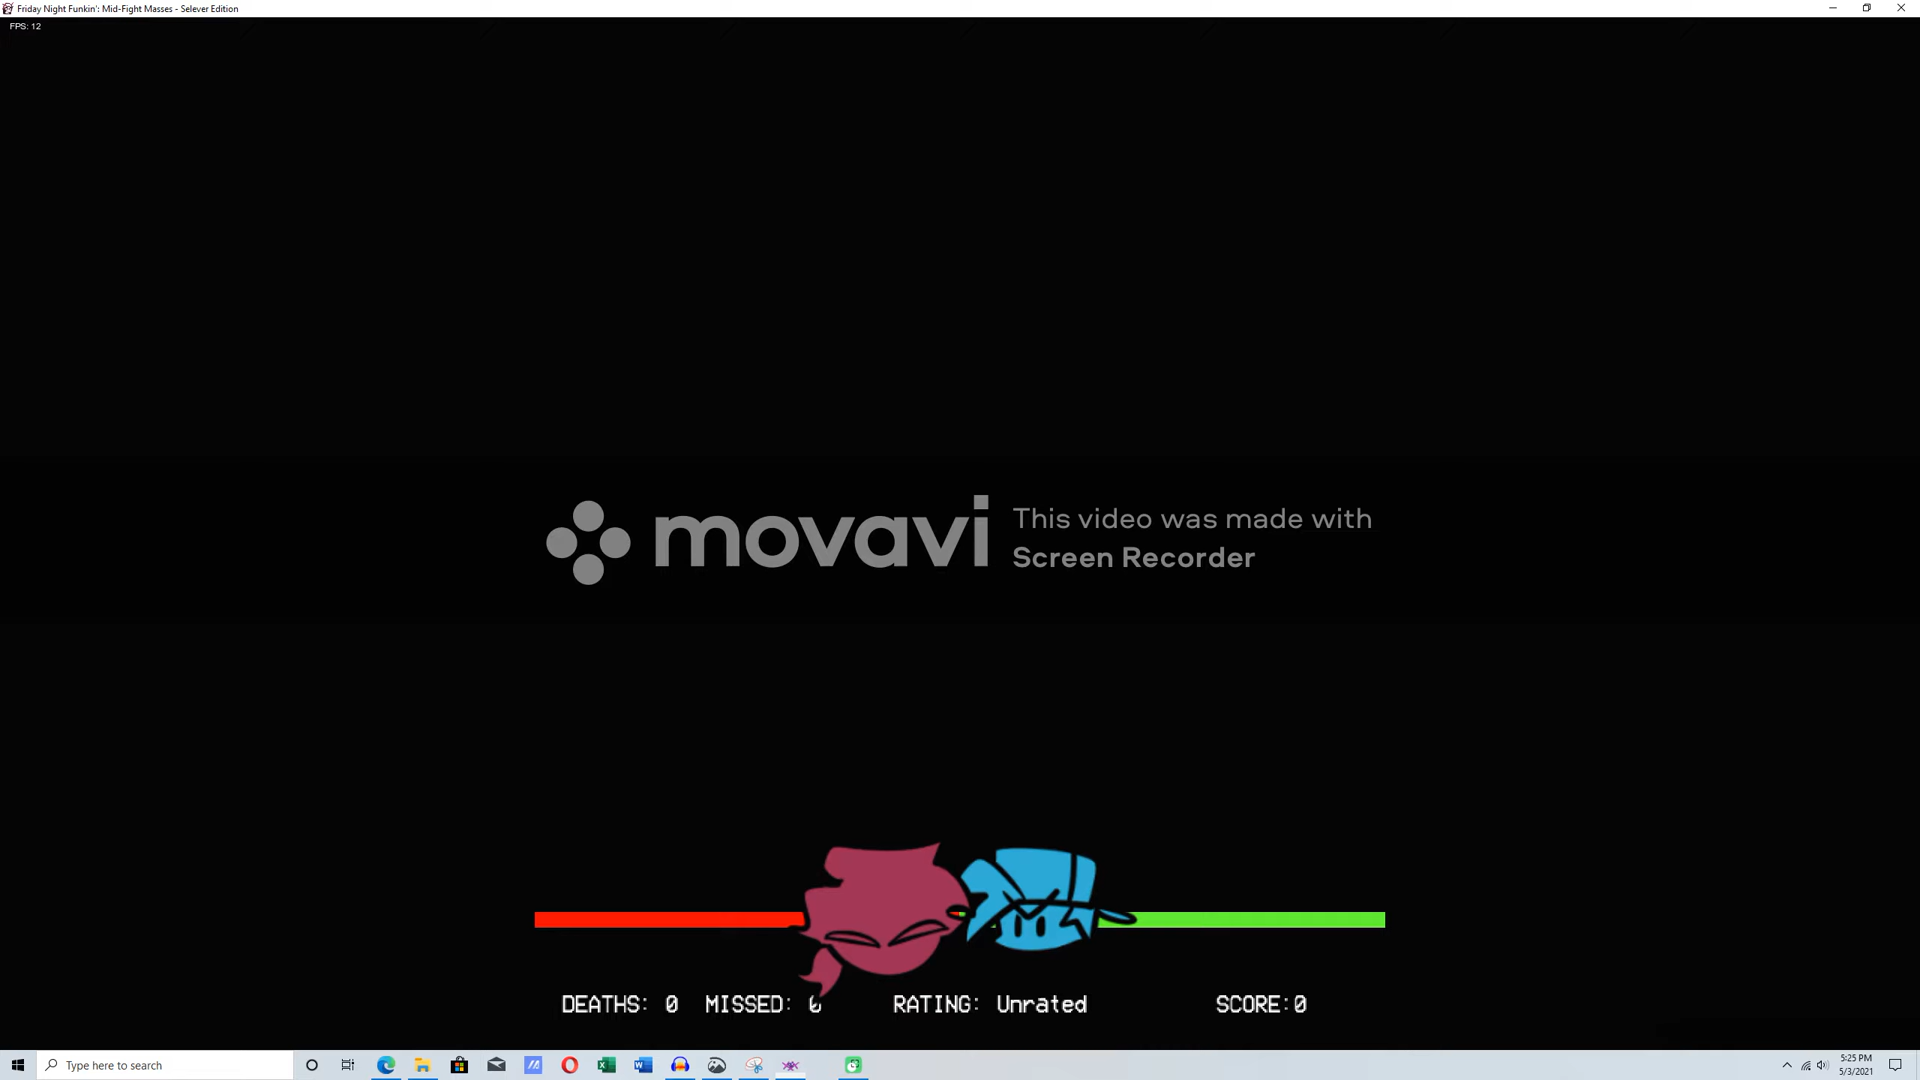 Friday Night Funkin': Mid-Fight Masses - Selever Edition
FPS: 12
movavi
This video was made with
Screen Recorder
DEATHS: 0 MISSED: 0 RATING: Unrated SCORE:0
Type here to search
5:25 PM
5/3/2021